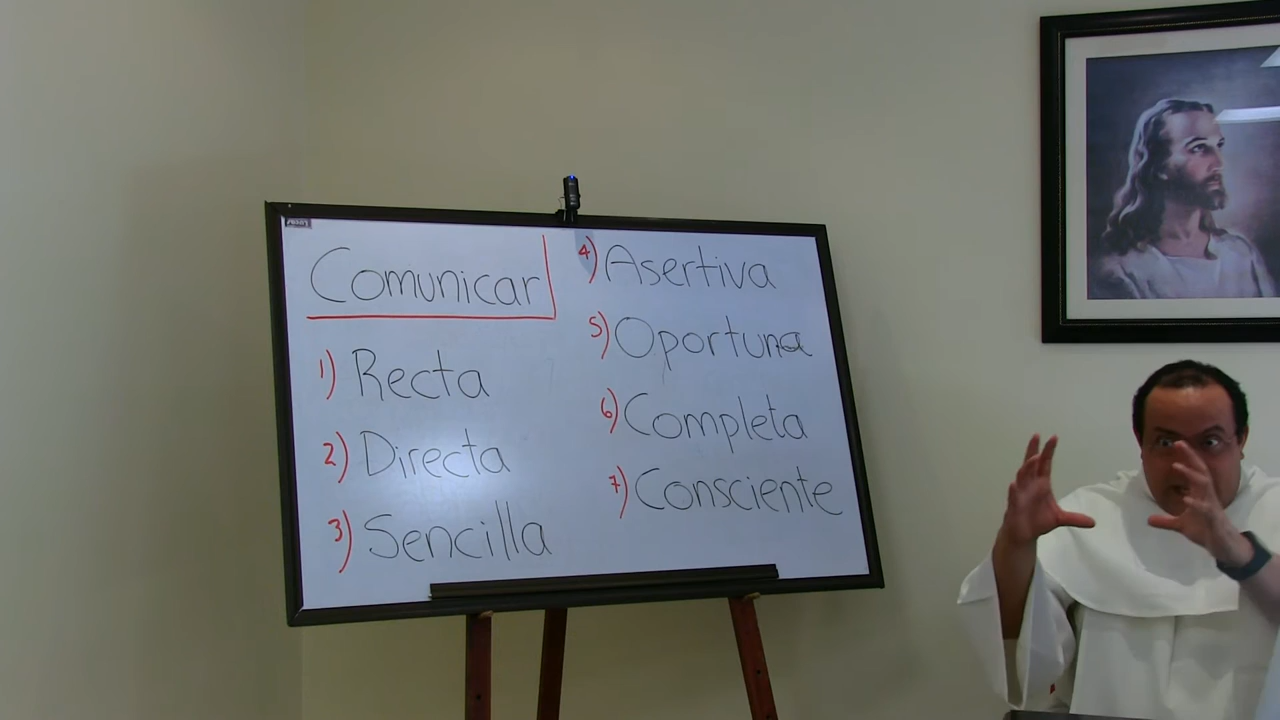 Comunicar
1) Recta
2) Directa
3) Sencilla
4) Asertiva
5) Oportuna
6) Completa
7) Consciente